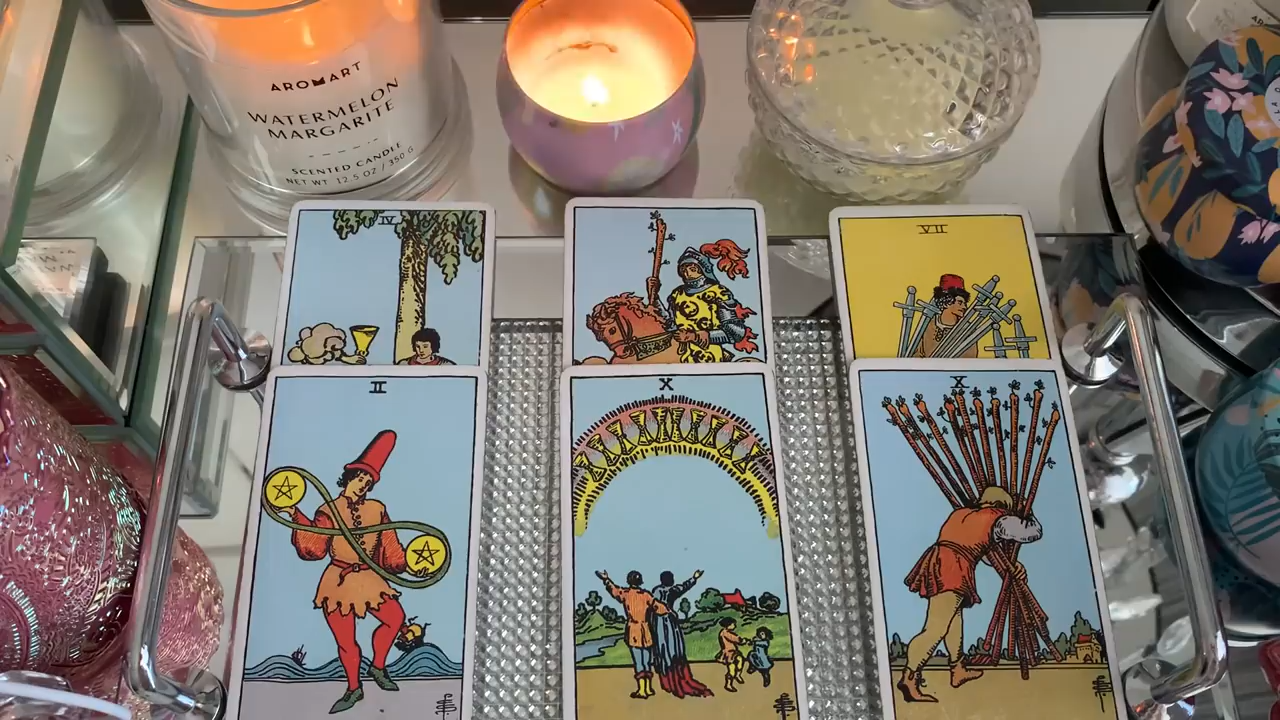 AROMART
WATERMELON
MARGARITE
SCENTED CANDLE
NET WT 12.5 OZ / 350 G
IV
VII
II
X
X